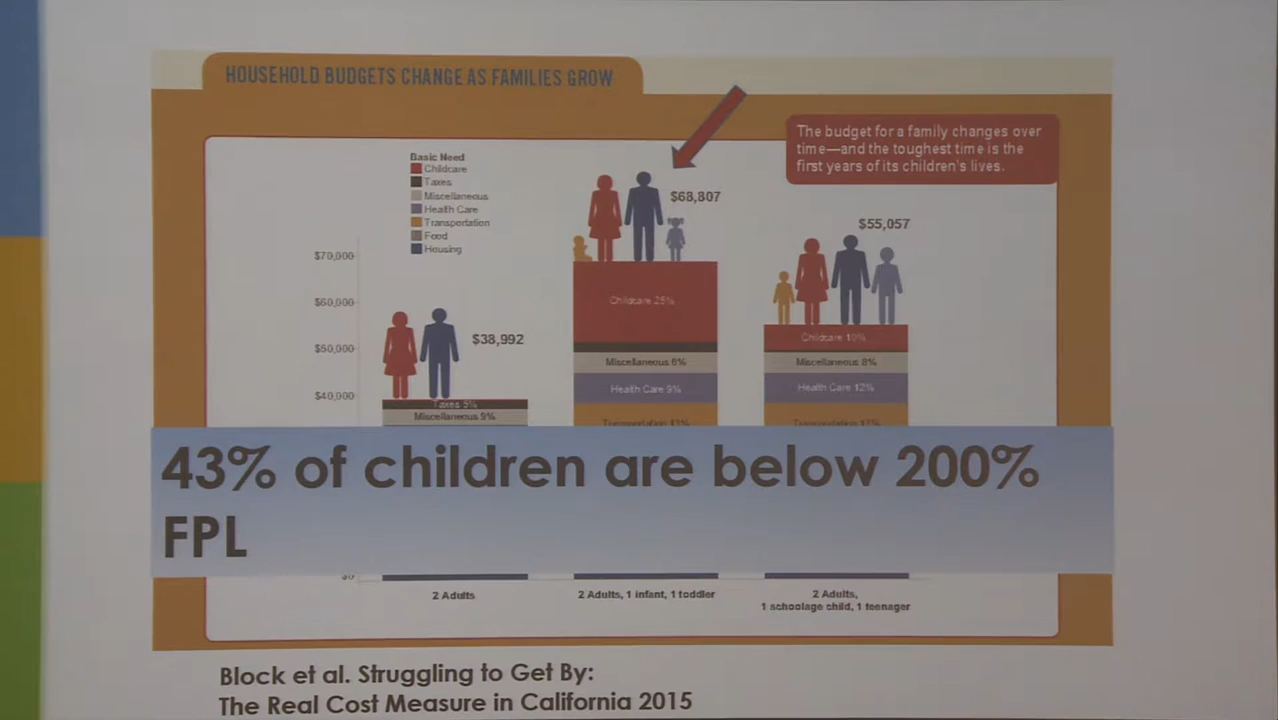 HOUSEHOLD BUDGETS CHANGE AS FAMILIES GROW
The budget for a family changes over
time—and the toughest time is the
first years of its children's lives.
Basic Need
Childcare
Taxes
Miscellaneous
Health Care
Transportation
Food
Housing
$68,807
$55,057
$38,992
$70,000
$60,000
$50,000
$40,000
$0
Childcare 25%
Miscellaneous 6%
Health Care 9%
Childcare 10%
Miscellaneous 8%
Health Care 12%
Taxes 5%
Miscellaneous 9%
43% of children are below 200%
FPL
2 Adults
2 Adults, 1 infant, 1 toddler
2 Adults,
1 schoolage child, 1 teenager
Block et al. Struggling to Get By:
The Real Cost Measure in California 2015